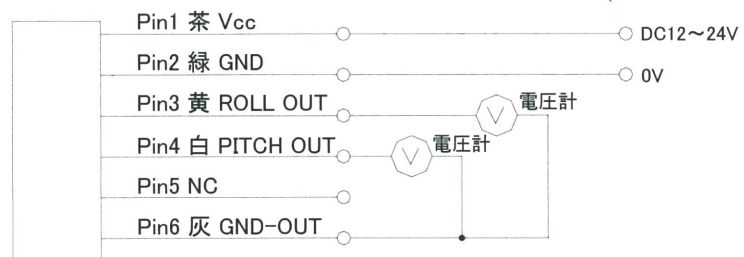 Pin1 茶 Vcc
DC12～24V
Pin2 緑 GND
0V
Pin3 黄 ROLL OUT
V 電圧計
Pin4 白 PITCH OUT
V 電圧計
Pin5 NC
Pin6 灰 GND-OUT